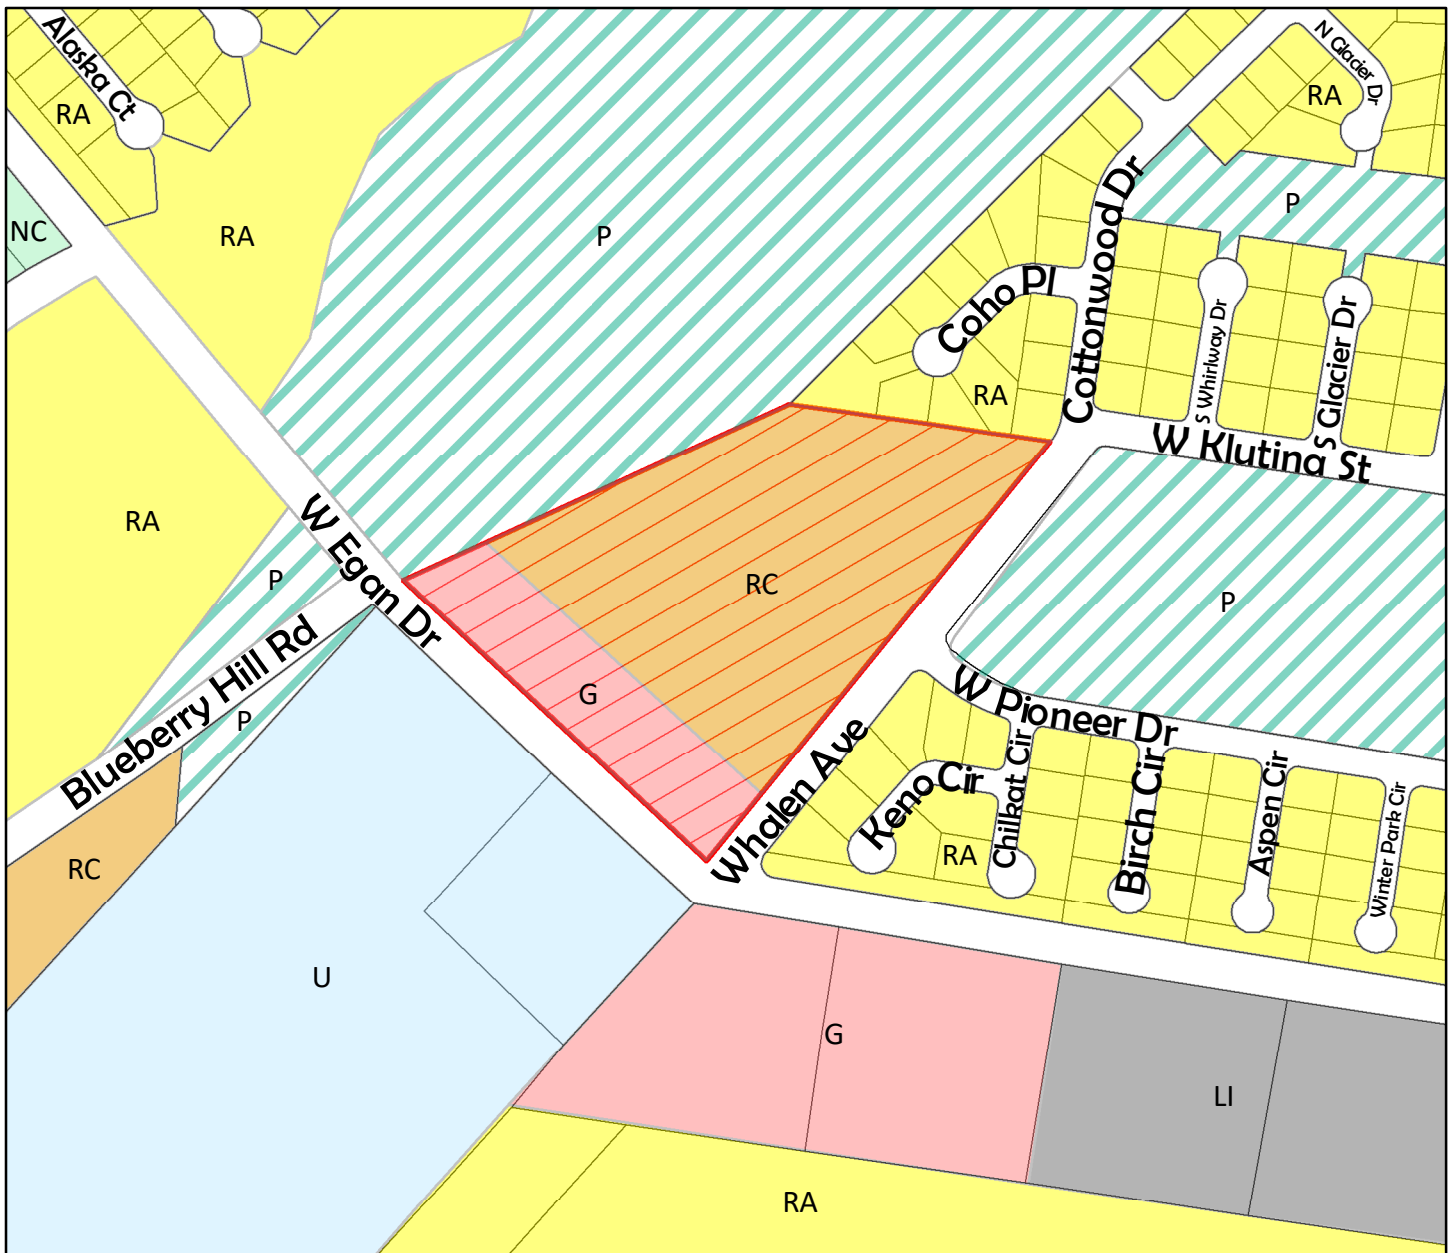 N Glacier Dr
Alaska Ct
RA
RA
P
NC
RA
P
Cottonwood Dr
Coho Pl
S Whirlway Dr
S Glacier Dr
RA
W Klutina St
RA
W Egan Dr
P
RC
P
Blueberry Hill Rd
G
P
W Pioneer Dr
Whalen Ave
Keno Cir
Chilkat Cir
Birch Cir
Aspen Cir
Winter Park Cir
RA
RC
U
G
LI
RA